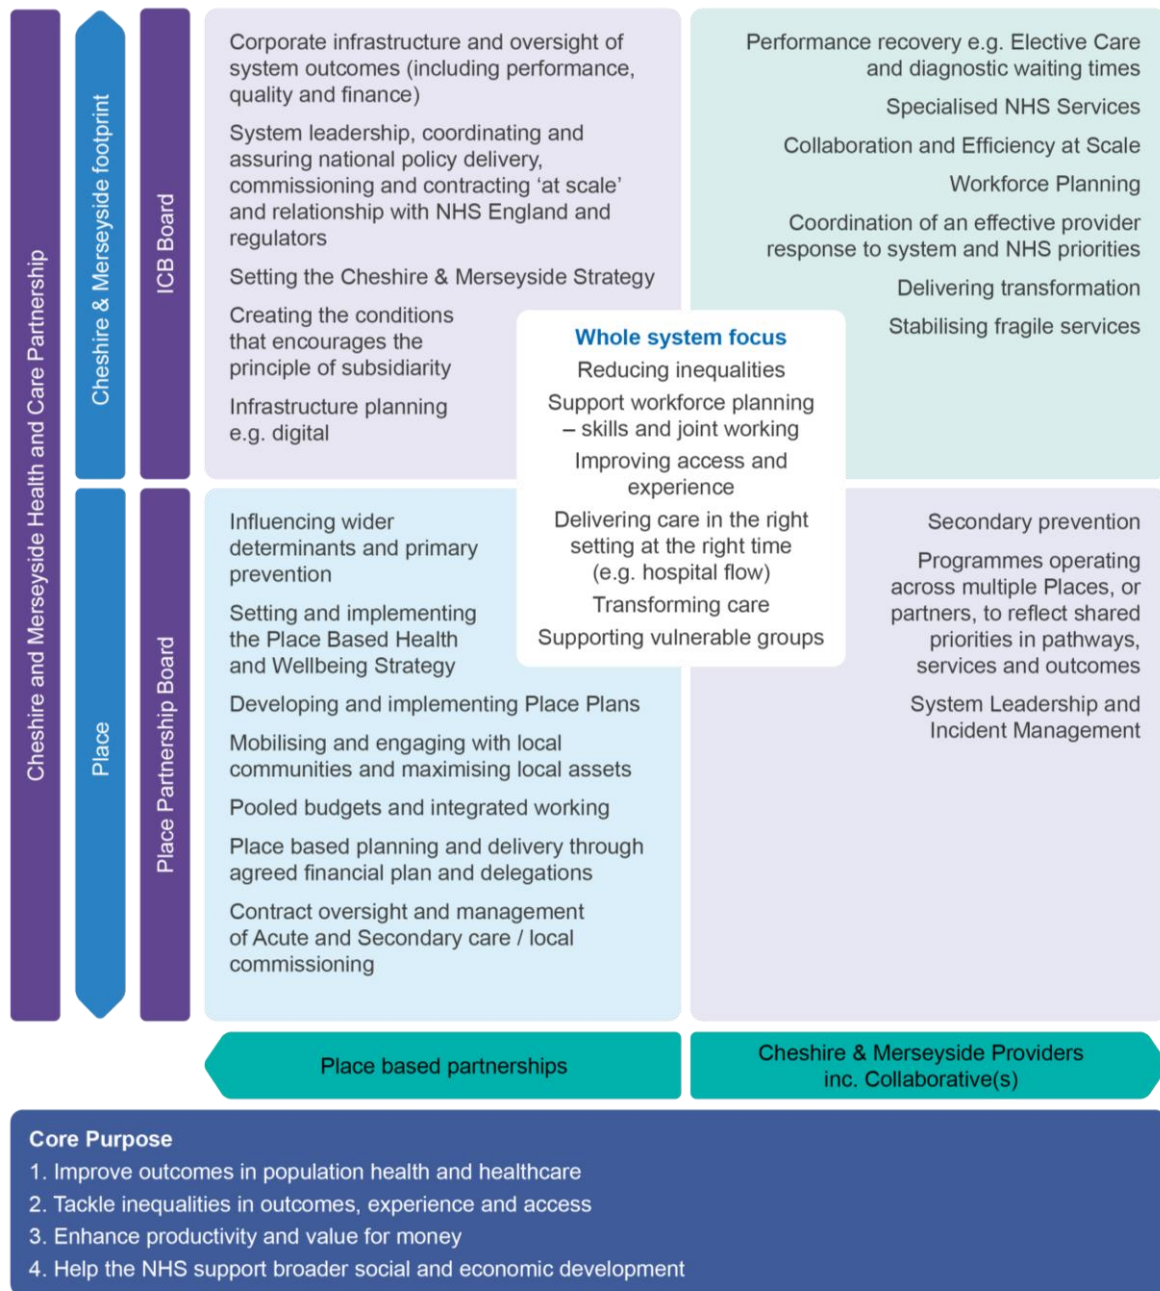 Cheshire and Merseyside Health and Care Partnership
Cheshire & Merseyside footprint
Place
ICB Board
Place Partnership Board
Corporate infrastructure and oversight of
system outcomes (including performance,
quality and finance)
System leadership, coordinating and
assuring national policy delivery,
commissioning and contracting ‘at scale’
and relationship with NHS England and
regulators
Setting the Cheshire & Merseyside Strategy
Creating the conditions
that encourages the
principle of subsidiarity
Infrastructure planning
e.g. digital
Performance recovery e.g. Elective Care
and diagnostic waiting times
Specialised NHS Services
Collaboration and Efficiency at Scale
Workforce Planning
Coordination of an effective provider
response to system and NHS priorities
Delivering transformation
Stabilising fragile services
Whole system focus
Reducing inequalities
Support workforce planning
– skills and joint working
Improving access and
experience
Delivering care in the right
setting at the right time
(e.g. hospital flow)
Transforming care
Supporting vulnerable groups
Influencing wider
determinants and primary
prevention
Setting and implementing
the Place Based Health
and Wellbeing Strategy
Developing and implementing Place Plans
Mobilising and engaging with local
communities and maximising local assets
Pooled budgets and integrated working
Place based planning and delivery through
agreed financial plan and delegations
Contract oversight and management
of Acute and Secondary care / local
commissioning
Secondary prevention
Programmes operating
across multiple Places, or
partners, to reflect shared
priorities in pathways,
services and outcomes
System Leadership and
Incident Management
Place based partnerships
Cheshire & Merseyside Providers
inc. Collaborative(s)
Core Purpose
1. Improve outcomes in population health and healthcare
2. Tackle inequalities in outcomes, experience and access
3. Enhance productivity and value for money
4. Help the NHS support broader social and economic development